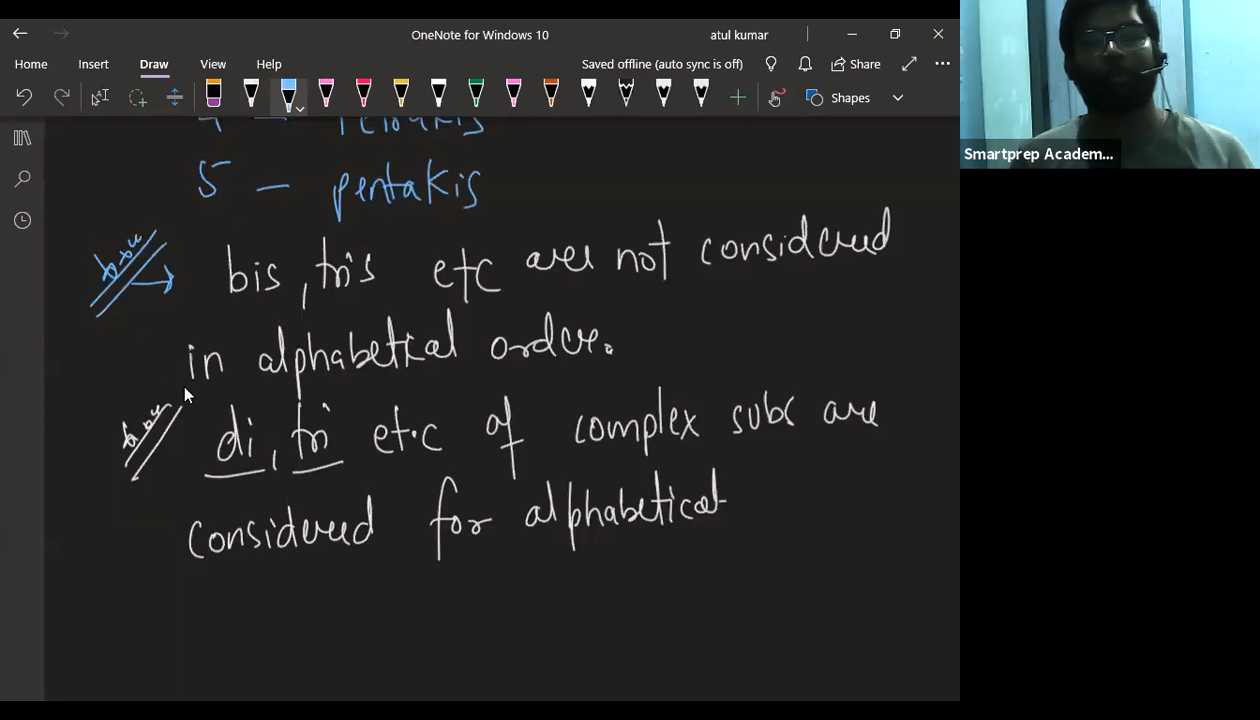 OneNote for Windows 10
atul kumar
Home Insert Draw View Help
Saved offline (auto sync is off)
Share
Shapes
Smartprep Academ...
5 — pentakis
bis, tris etc are not considered
in alphabetical order.
di, tri etc of complex subs are
considered for alphabetical